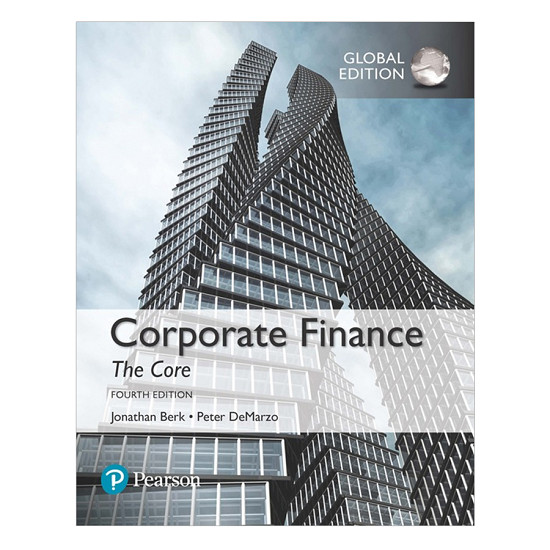 GLOBAL
EDITION
Corporate Finance
The Core
FOURTH EDITION
Jonathan Berk • Peter DeMarzo
Pearson